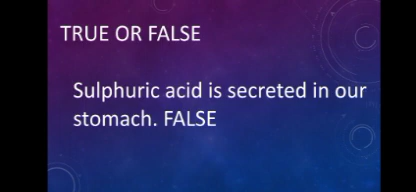 TRUE OR FALSE
Sulphuric acid is secreted in our
stomach. FALSE